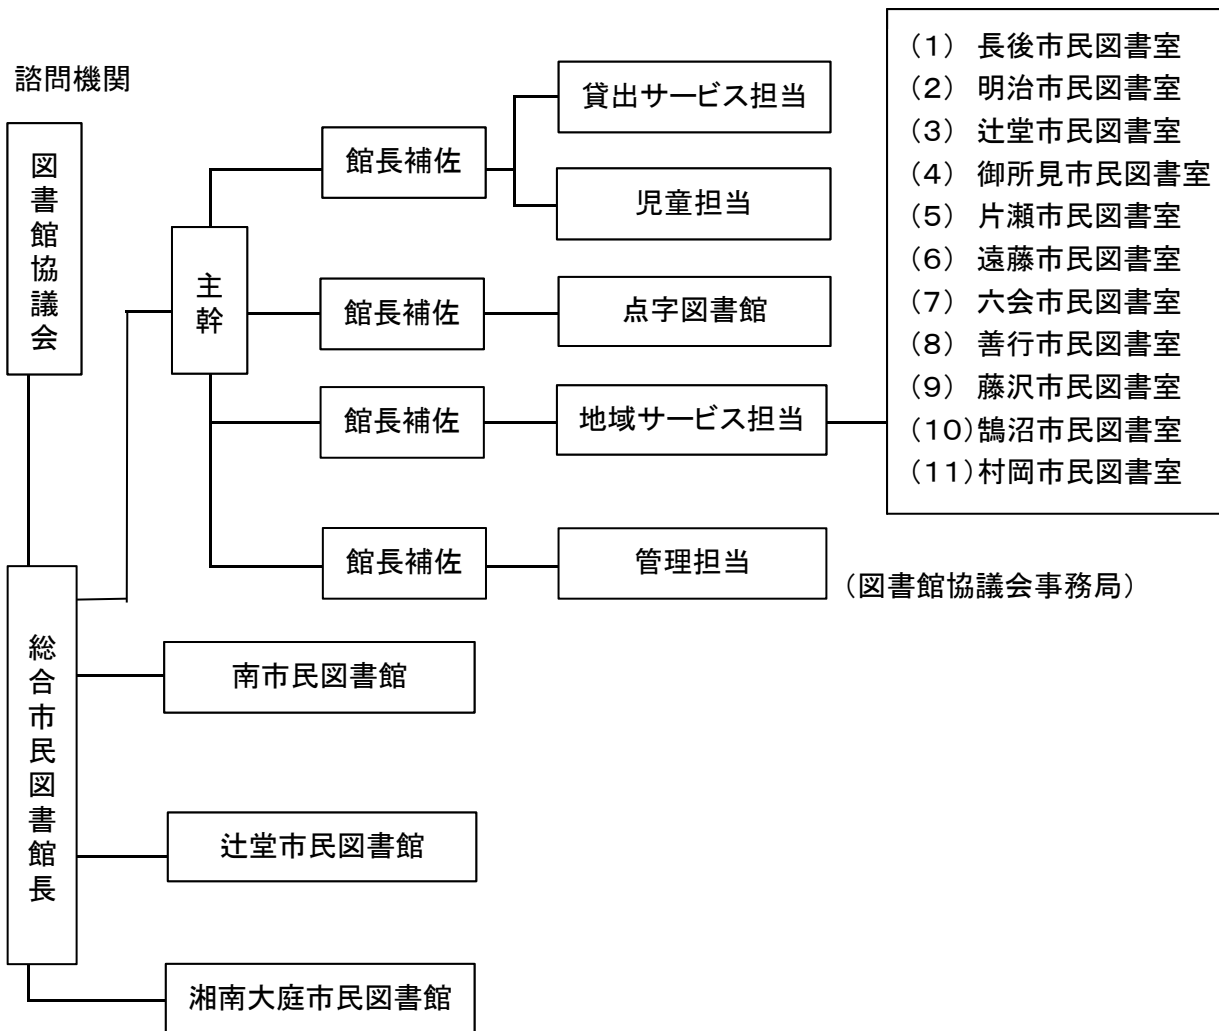 諮問機関
図書館協議会
総合市民図書館長
主幹
館長補佐
貸出サービス担当
児童担当
館長補佐
点字図書館
館長補佐
地域サービス担当
（1） 長後市民図書室
（2） 明治市民図書室
（3） 辻堂市民図書室
（4） 御所見市民図書室
（5） 片瀬市民図書室
（6） 遠藤市民図書室
（7） 六会市民図書室
（8） 善行市民図書室
（9） 藤沢市民図書室
（10）鵠沼市民図書室
（11）村岡市民図書室
館長補佐
管理担当
（図書館協議会事務局）
南市民図書館
辻堂市民図書館
湘南大庭市民図書館